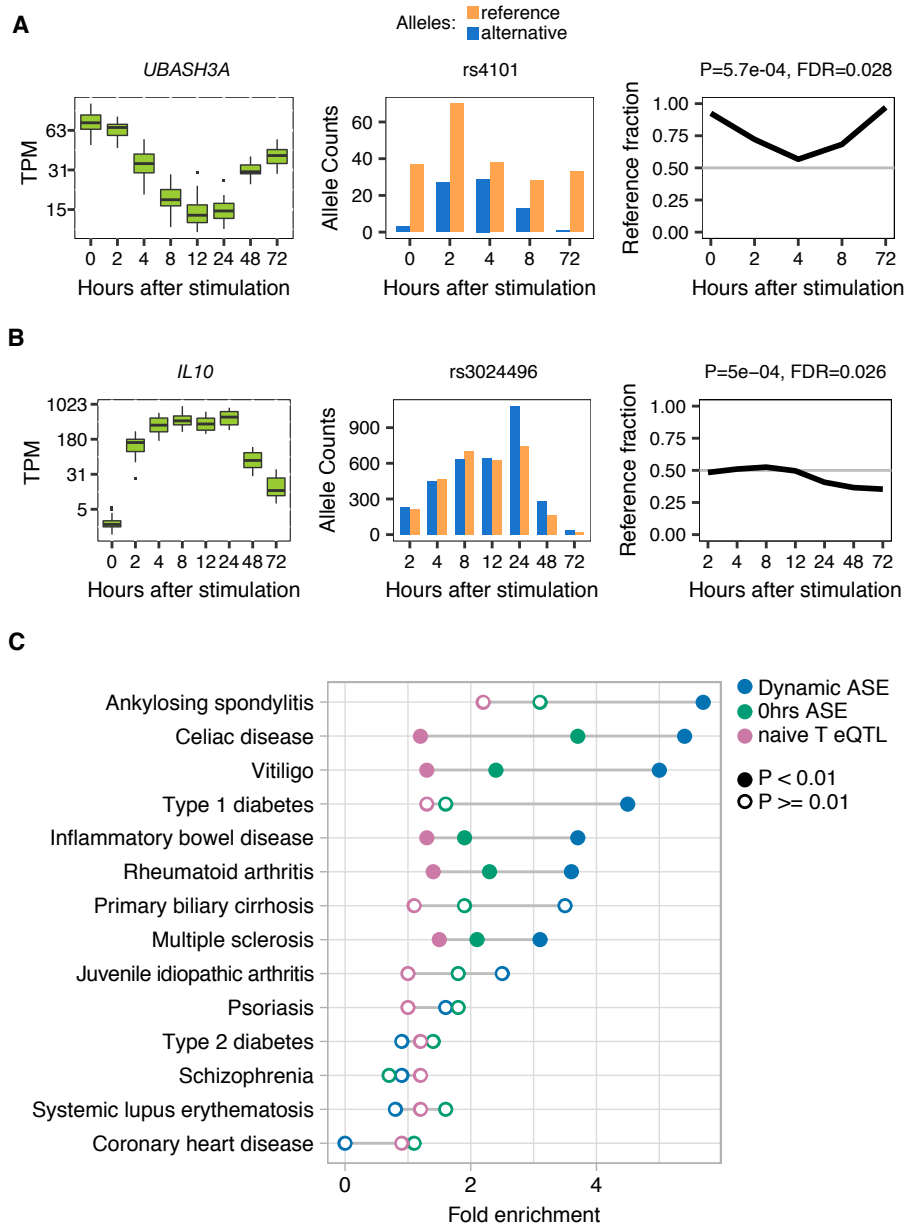 A
Alleles:
reference
alternative
UBASH3A
rs4101
P=5.7e-04, FDR=0.028
TPM
63
31
15
0 2 4 8 12 24 48 72
Hours after stimulation
Allele Counts
60
40
20
0
0 2 4 8 72
Hours after stimulation
Reference fraction
1.00
0.75
0.50
0.25
0.00
0 2 4 8 72
Hours after stimulation
B
IL10
rs3024496
P=5e−04, FDR=0.026
TPM
1023
180
31
5
0 2 4 8 12 24 48 72
Hours after stimulation
Allele Counts
900
600
300
0
2 4 8 12 24 48 72
Hours after stimulation
Reference fraction
1.00
0.75
0.50
0.25
0.00
2 4 8 12 24 48 72
Hours after stimulation
C
Ankylosing spondylitis
Celiac disease
Vitiligo
Type 1 diabetes
Inflammatory bowel disease
Rheumatoid arthritis
Primary biliary cirrhosis
Multiple sclerosis
Juvenile idiopathic arthritis
Psoriasis
Type 2 diabetes
Schizophrenia
Systemic lupus erythematosis
Coronary heart disease
0 2 4
Fold enrichment
Dynamic ASE
0hrs ASE
naive T eQTL
P < 0.01
P >= 0.01